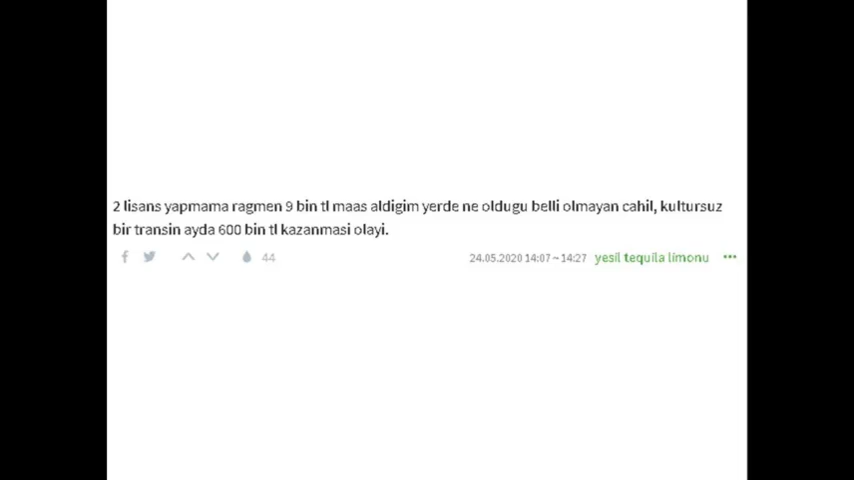 2 lisans yapmama ragmen 9 bin tl maas aldigim yerde ne oldugu belli olmayan cahil, kultursuz
bir transin ayda 600 bin tl kazanmasi olayi.
44 24.05.2020 14:07 ~ 14:27 yesil tequila limonu